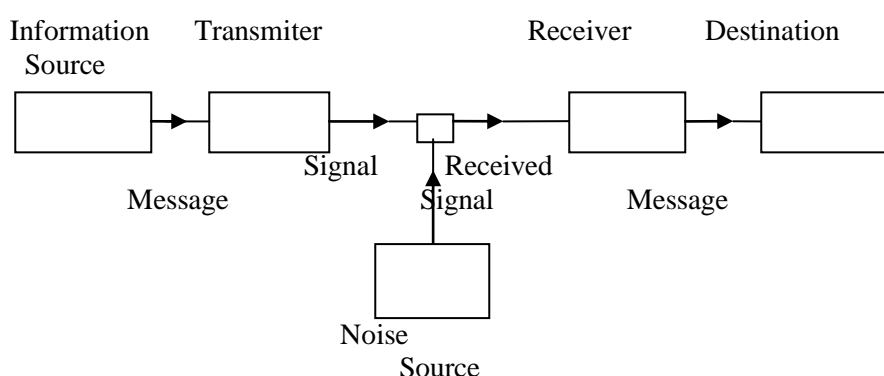 Information Transmiter Receiver Destination
Source
Signal Received
Message Signal Message
Noise
Source